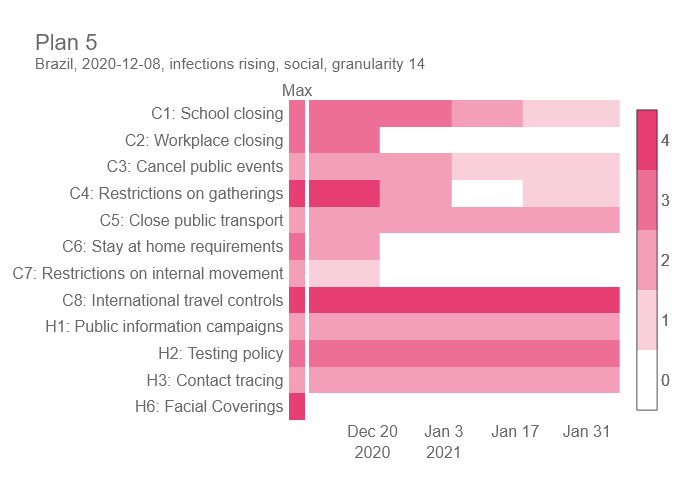 Plan 5
Brazil, 2020-12-08, infections rising, social, granularity 14
Max
C1: School closing
C2: Workplace closing
C3: Cancel public events
C4: Restrictions on gatherings
C5: Close public transport
C6: Stay at home requirements
C7: Restrictions on internal movement
C8: International travel controls
H1: Public information campaigns
H2: Testing policy
H3: Contact tracing
H6: Facial Coverings
4
3
2
1
0
Dec 20 Jan 3 Jan 17 Jan 31
2020 2021